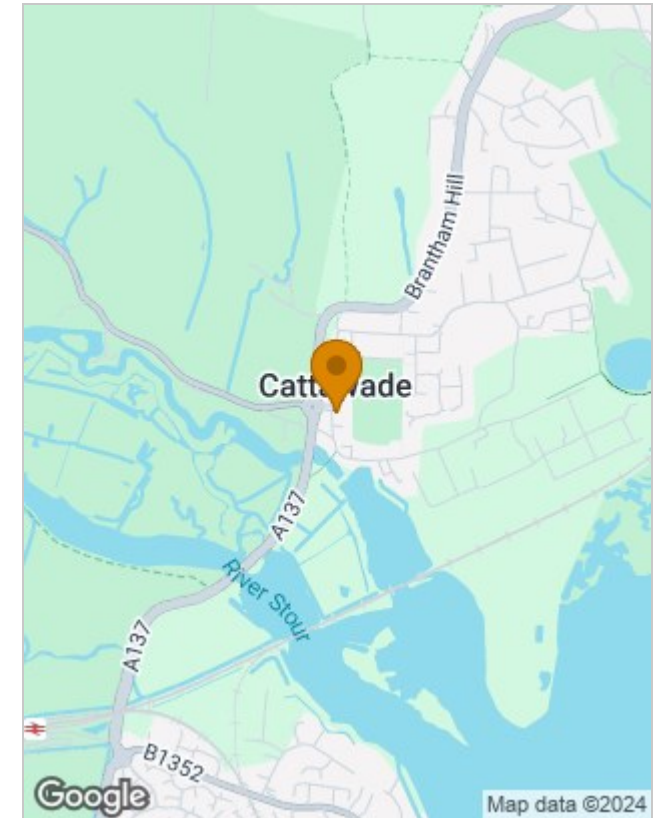 Brantham Hill
Cattawade
A137
River Stour
A137
B1352
Google
Map data ©2024